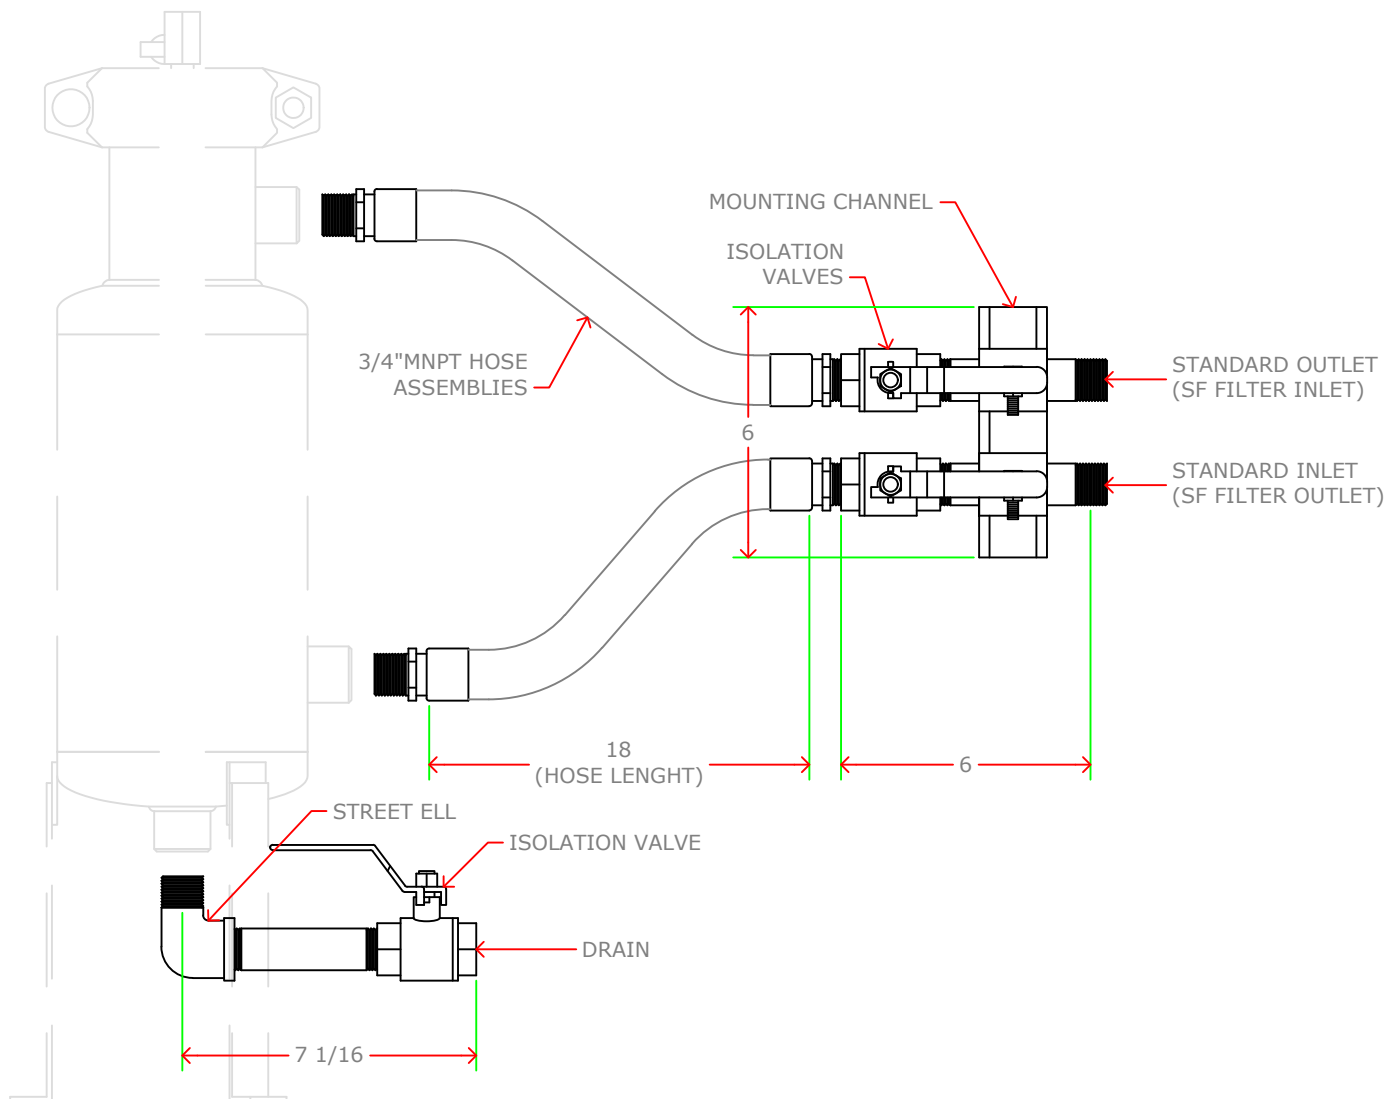 MOUNTING CHANNEL
ISOLATION
VALVES
3/4"MNPT HOSE
ASSEMBLIES
STANDARD OUTLET
(SF FILTER INLET)
6
STANDARD INLET
(SF FILTER OUTLET)
18
(HOSE LENGHT)
6
STREET ELL
ISOLATION VALVE
DRAIN
7 1/16